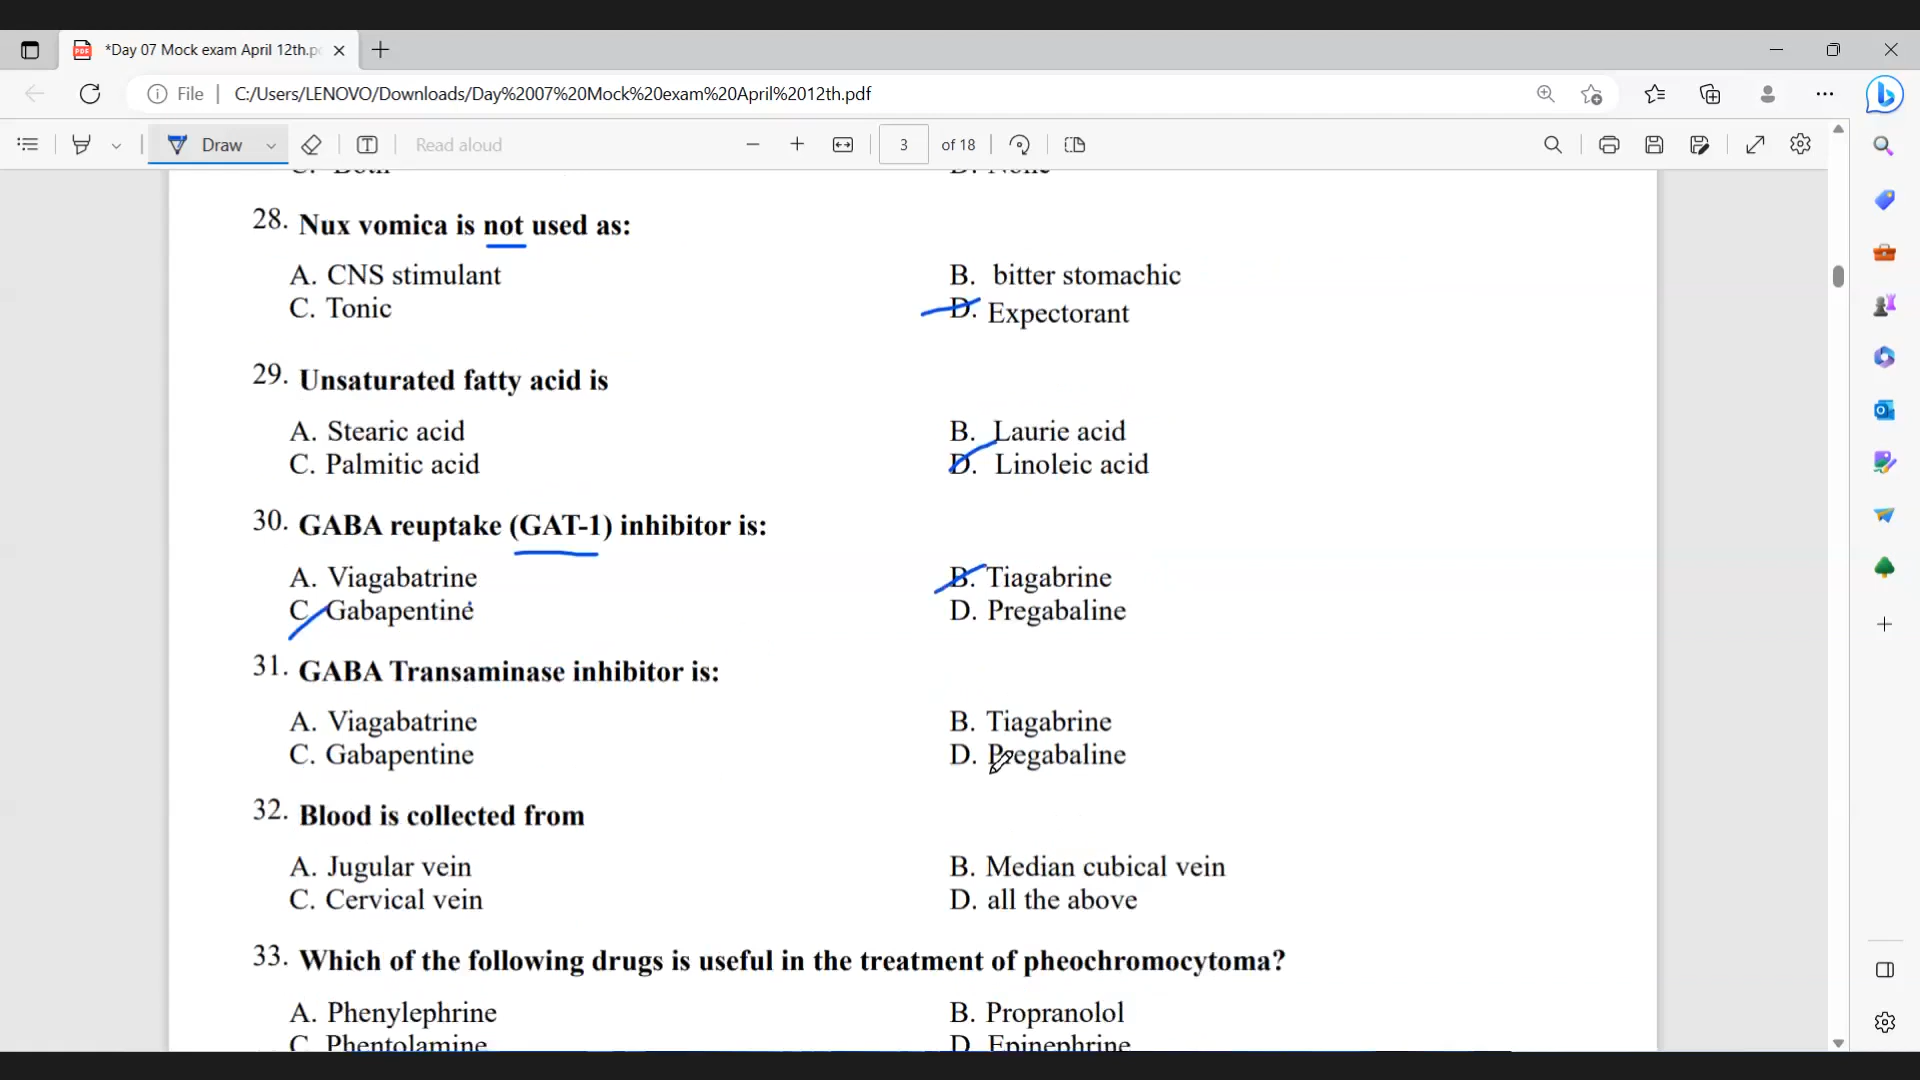 *Day 07 Mock exam April 12th.p
File C:/Users/LENOVO/Downloads/Day%2007%20Mock%20exam%20April%2012th.pdf
Draw Read aloud 3 of 18
C. Both D. None
28. Nux vomica is not used as:
A. CNS stimulant B. bitter stomachic
C. Tonic D. Expectorant
29. Unsaturated fatty acid is
A. Stearic acid B. Laurie acid
C. Palmitic acid D. Linoleic acid
30. GABA reuptake (GAT-1) inhibitor is:
A. Viagabatrine B. Tiagabrine
C. Gabapentine D. Pregabaline
31. GABA Transaminase inhibitor is:
A. Viagabatrine B. Tiagabrine
C. Gabapentine D. Pregabaline
32. Blood is collected from
A. Jugular vein B. Median cubical vein
C. Cervical vein D. all the above
33. Which of the following drugs is useful in the treatment of pheochromocytoma?
A. Phenylephrine B. Propranolol
C. Phentolamine D. Epinephrine